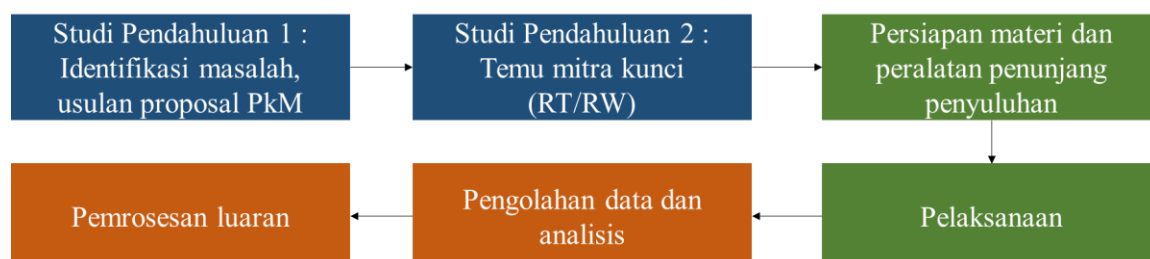 Studi Pendahuluan 1 :
Identifikasi masalah,
usulan proposal PkM
Studi Pendahuluan 2 :
Temu mitra kunci
(RT/RW)
Persiapan materi dan
peralatan penunjang
penyuluhan
Pelaksanaan
Pengolahan data dan
analisis
Pemrosesan luaran